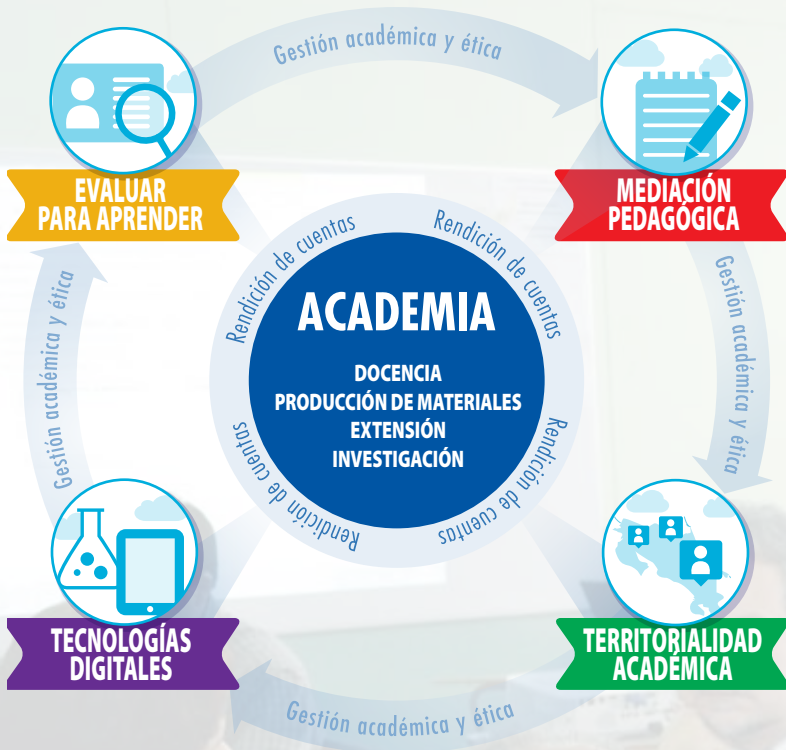 Gestión académica y ética
EVALUAR
PARA APRENDER
MEDIACIÓN
PEDAGÓGICA
Rendición de cuentas
Rendición de cuentas
Gestión académica y ética
Gestión académica y ética
ACADEMIA
DOCENCIA
PRODUCCIÓN DE MATERIALES
EXTENSIÓN
INVESTIGACIÓN
Rendición de cuentas
Rendición de cuentas
TECNOLOGÍAS
DIGITALES
TERRITORIALIDAD
ACADÉMICA
Gestión académica y ética